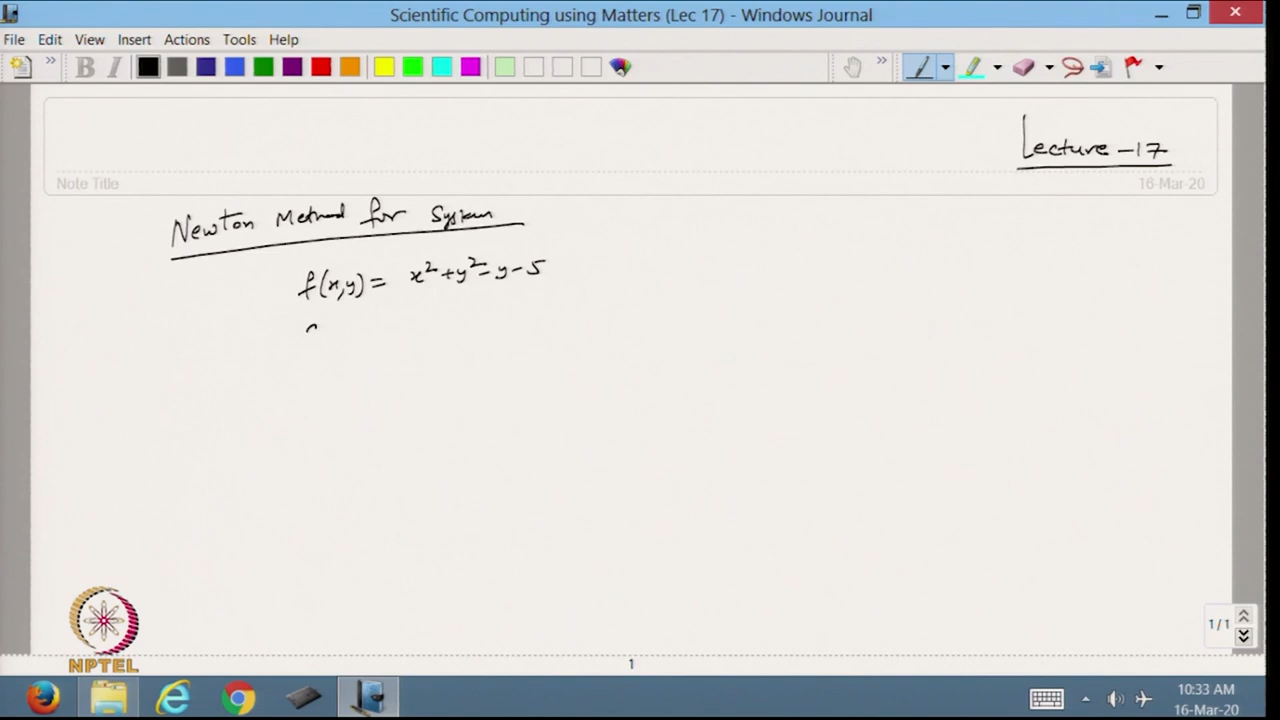 Scientific Computing using Matters (Lec 17) - Windows Journal
File Edit View Insert Actions Tools Help
Lecture-17
Note Title
16-Mar-20
Newton Method for System
f(x,y) = x²+y²-y-5
1/1
NPTEL
1
10:33 AM
16-Mar-20